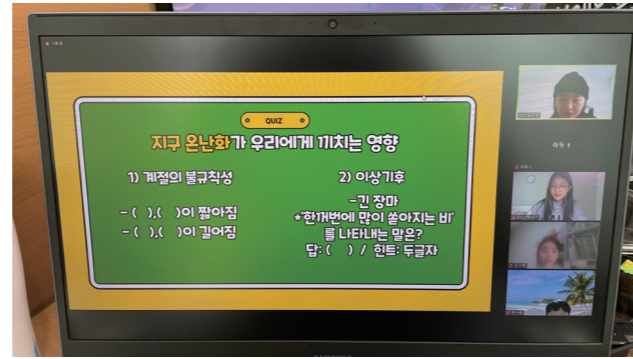 QUIZ
지구 온난화가 우리에게 끼치는 영향
1) 계절의 불규칙성
- ( ),( )이 짧아짐
- ( ),( )이 길어짐
2) 이상기후
-긴 장마
*'한꺼번에 많이 쏟아지는 비'
를 나타내는 말은?
답: ( ) / 힌트: 두글자
SAMSUNG